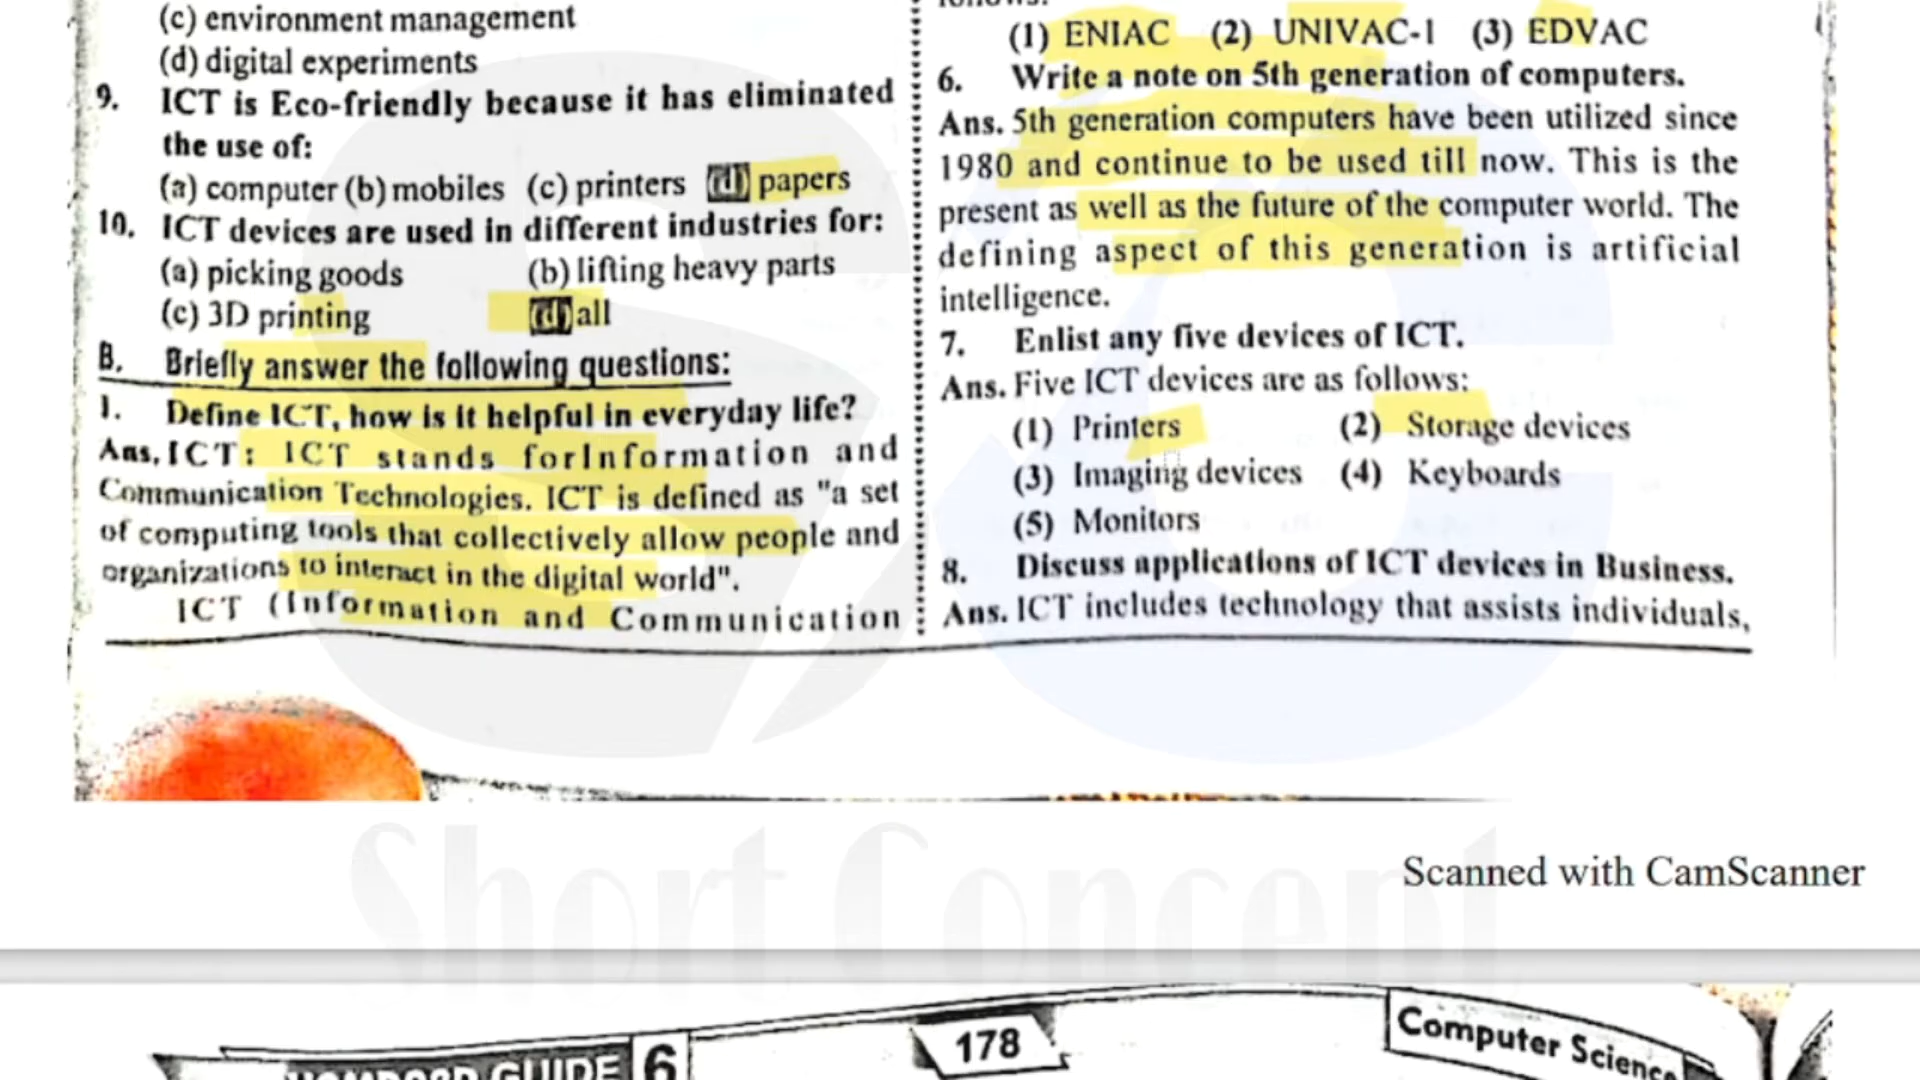 (c) environment management
(d) digital experiments
9. ICT is Eco-friendly because it has eliminated
the use of:
(a) computer (b) mobiles (c) printers (d) papers
10. ICT devices are used in different industries for:
(a) picking goods (b) lifting heavy parts
(c) 3D printing (d) all
B. Briefly answer the following questions:
1. Define ICT, how is it helpful in everyday life?
Ans. ICT: ICT stands forInformation and
Communication Technologies. ICT is defined as "a set
of computing tools that collectively allow people and
organizations to interact in the digital world".
ICT (Information and Communication
(1) ENIAC (2) UNIVAC-1 (3) EDVAC
6. Write a note on 5th generation of computers.
Ans. 5th generation computers have been utilized since
1980 and continue to be used till now. This is the
present as well as the future of the computer world. The
defining aspect of this generation is artificial
intelligence.
7. Enlist any five devices of ICT.
Ans. Five ICT devices are as follows:
(1) Printers (2) Storage devices
(3) Imaging devices (4) Keyboards
(5) Monitors
8. Discuss applications of ICT devices in Business.
Ans. ICT includes technology that assists individuals,
Short Concept
Scanned with CamScanner
GUIDE 6
178
Computer Science